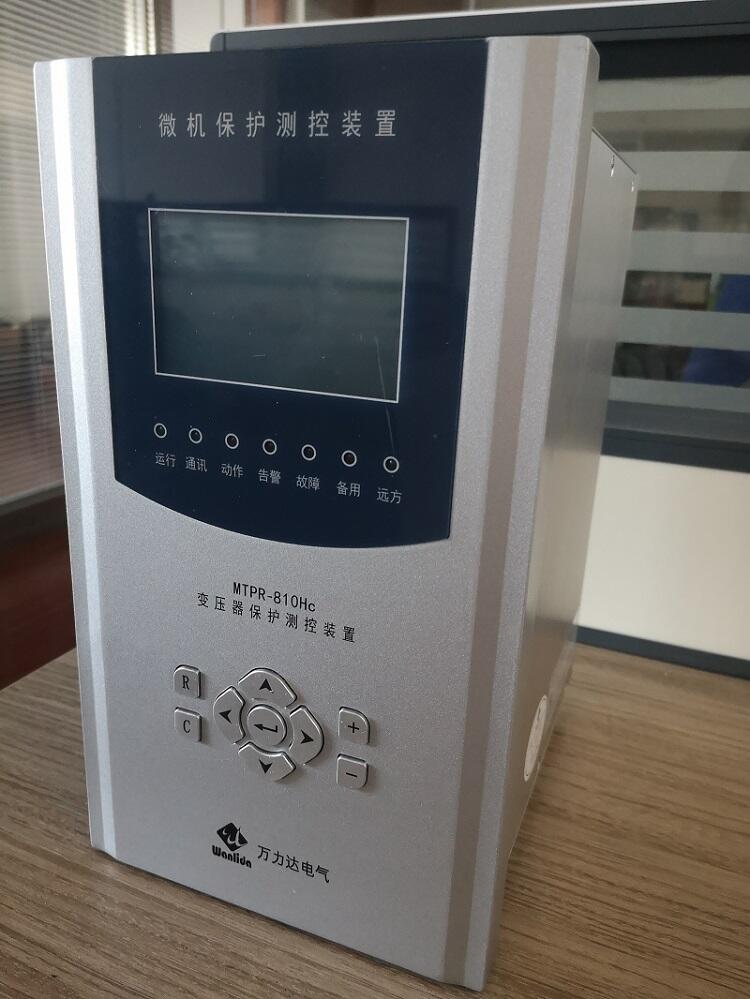 微机保护测控装置
运行 通讯 动作 告警 故障 备用 远方
MTPR-810Hc
变压器保护测控装置
R
+
C
-
Wanlida 万力达电气